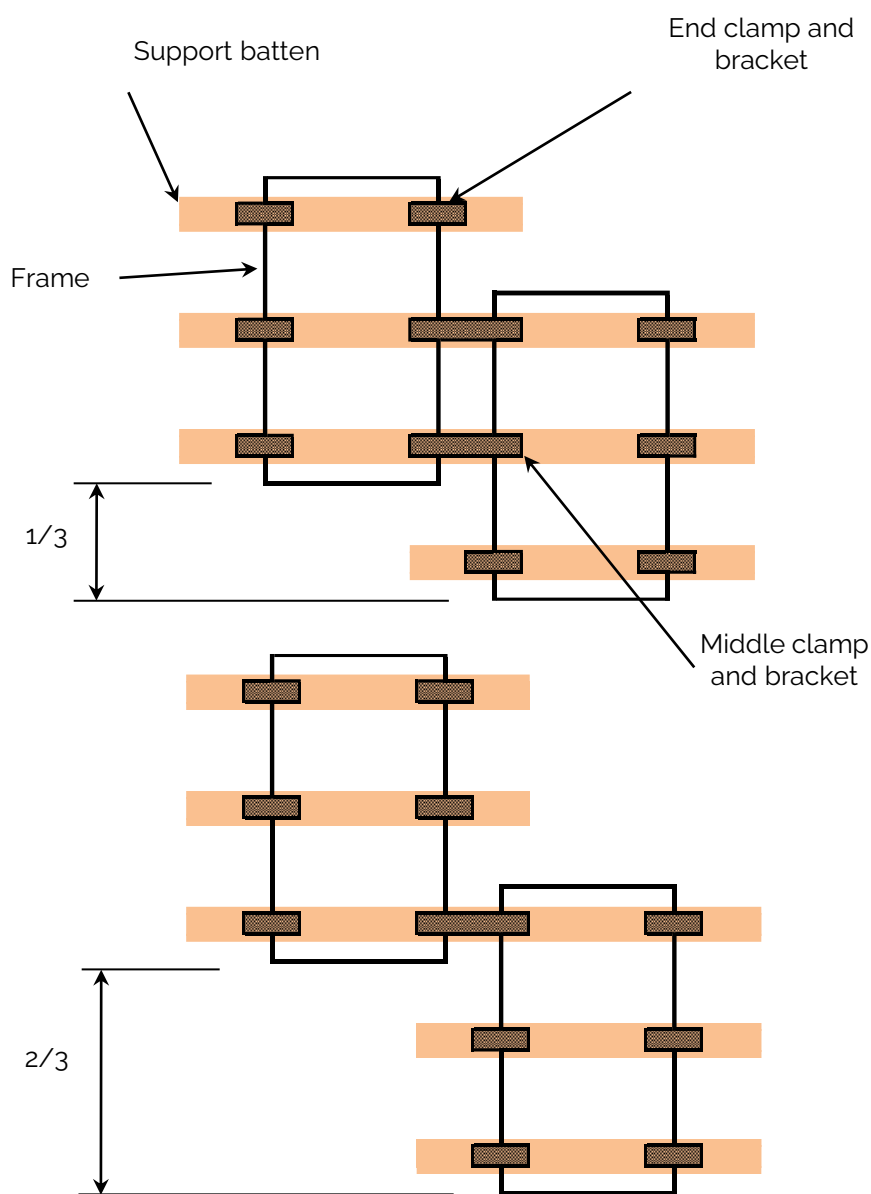 Support batten
End clamp and
bracket
Frame
1/3
Middle clamp
and bracket
2/3